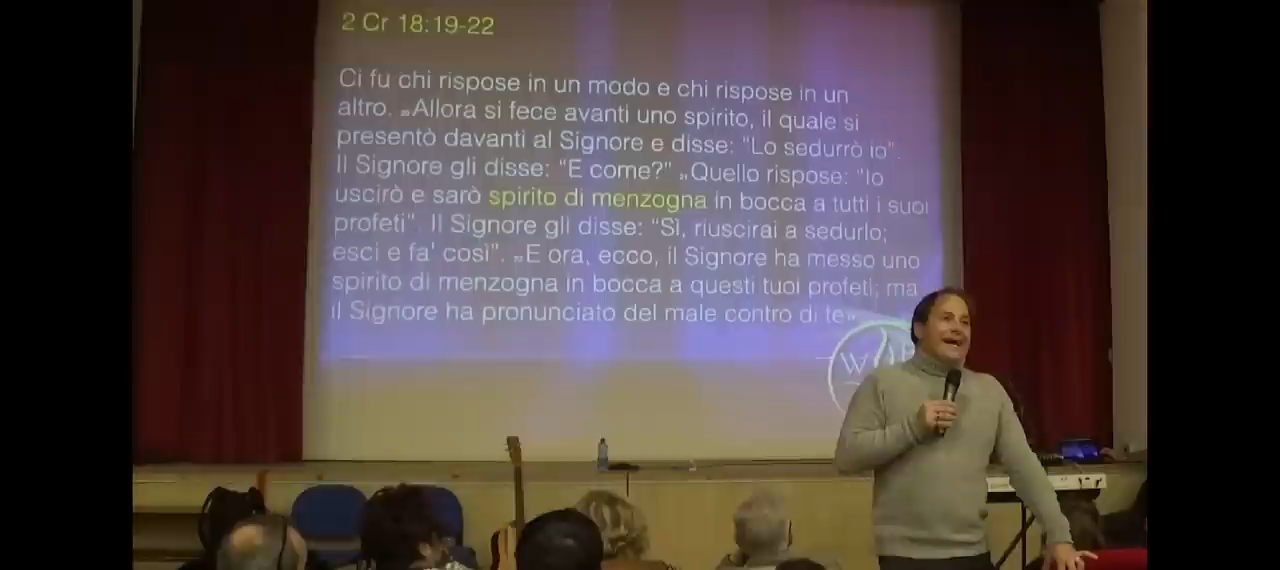 2 Cr 18:19-22
Ci fu chi rispose in un modo e chi rispose in un
altro. Allora si fece avanti uno spirito, il quale si
presentò davanti al Signore e disse: "Lo sedurrò io".
Il Signore gli disse: "E come?" Quello rispose: "Io
uscirò e sarò spirito di menzogna in bocca a tutti i suoi
profeti". Il Signore gli disse: "Sì, riuscirai a sedurlo;
esci e fa' così". E ora, ecco, il Signore ha messo uno
spirito di menzogna in bocca a questi tuoi profeti; ma
il Signore ha pronunciato del male contro di te»